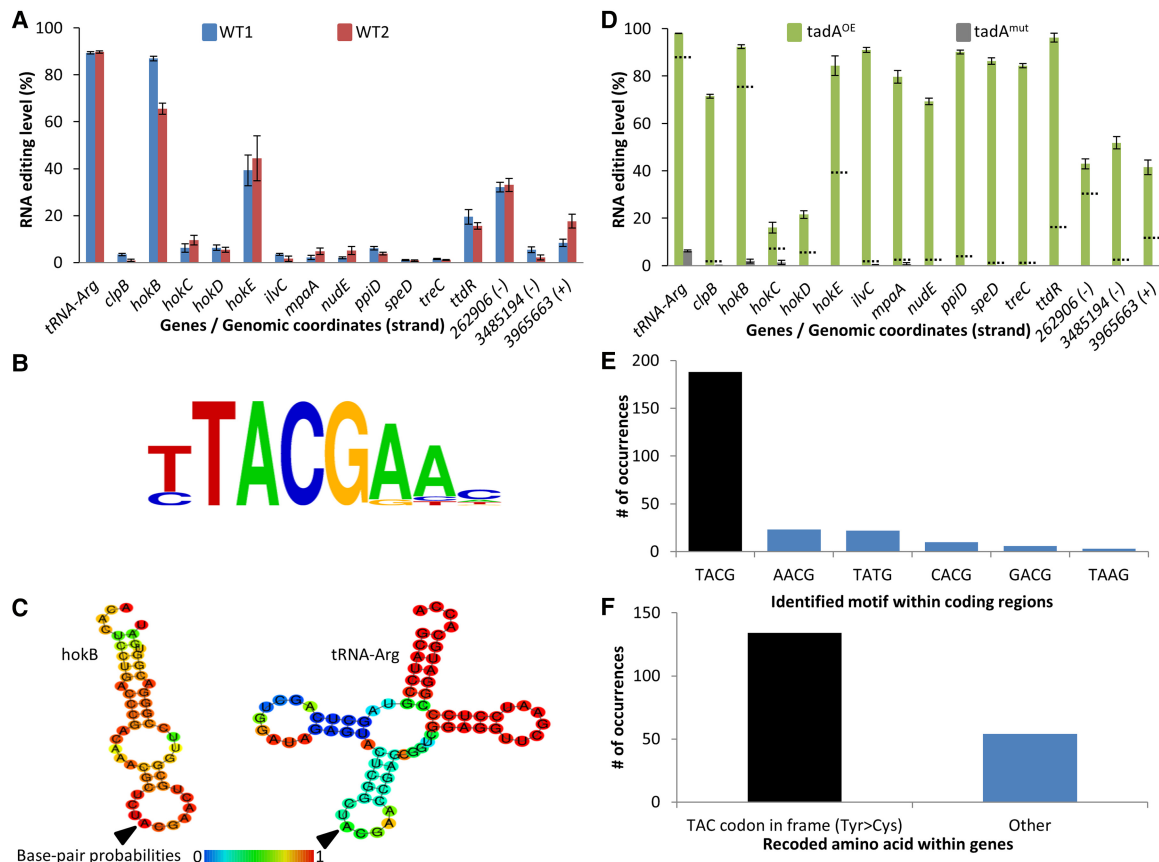 A
WT1
WT2
RNA editing level (%)
100
80
60
40
20
0
tRNA-Arg
clpB
hokB
hokC
hokD
hokE
ilvC
mpaA
nudE
ppiD
speD
treC
ttdR
262906 (-)
3485194 (-)
3965663 (+)
Genes / Genomic coordinates (strand)
D
tadAOE
tadAmut
RNA editing level (%)
100
80
60
40
20
0
tRNA-Arg
clpB
hokB
hokC
hokD
hokE
ilvC
mpaA
nudE
ppiD
speD
treC
ttdR
262906 (-)
3485194 (-)
3965663 (+)
Genes / Genomic coordinates (strand)
B
TTACGAAC
C
hokB
tRNA-Arg
Base-pair probabilities 0 1
E
# of occurrences
200
150
100
50
0
TACG
AACG
TATG
CACG
GACG
TAAG
Identified motif within coding regions
F
# of occurrences
150
100
50
0
TAC codon in frame (Tyr>Cys)
Other
Recoded amino acid within genes